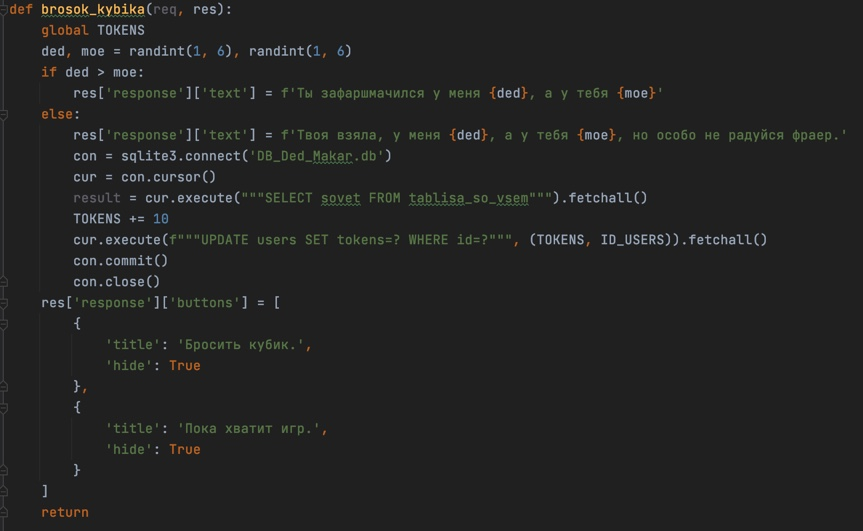 def brosok_kybika(req, res):
    global TOKENS
    ded, moe = randint(1, 6), randint(1, 6)
    if ded > moe:
        res['response']['text'] = f'Ты зафаршмачился у меня {ded}, а у тебя {moe}'
    else:
        res['response']['text'] = f'Твоя взяла, у меня {ded}, а у тебя {moe}, но особо не радуйся фраер.'
        con = sqlite3.connect('DB_Ded_Makar.db')
        cur = con.cursor()
        result = cur.execute("""SELECT sovet FROM tablisa_so_vsem""").fetchall()
        TOKENS += 10
        cur.execute(f"""UPDATE users SET tokens=? WHERE id=?""", (TOKENS, ID_USERS)).fetchall()
        con.commit()
        con.close()
    res['response']['buttons'] = [
        {
            'title': 'Бросить кубик.',
            'hide': True
        },
        {
            'title': 'Пока хватит игр.',
            'hide': True
        }
    ]
    return